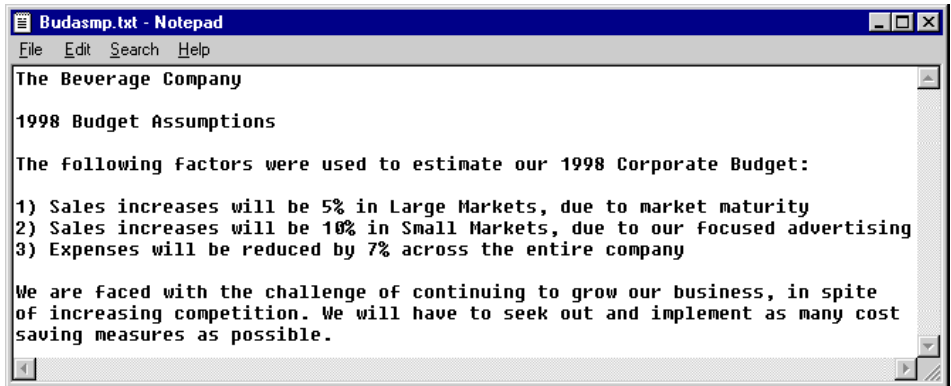 Budasmp.txt - Notepad
File Edit Search Help
The Beverage Company
1998 Budget Assumptions
The following factors were used to estimate our 1998 Corporate Budget:
1) Sales increases will be 5% in Large Markets, due to market maturity
2) Sales increases will be 10% in Small Markets, due to our focused advertising
3) Expenses will be reduced by 7% across the entire company
We are faced with the challenge of continuing to grow our business, in spite
of increasing competition. We will have to seek out and implement as many cost
saving measures as possible.